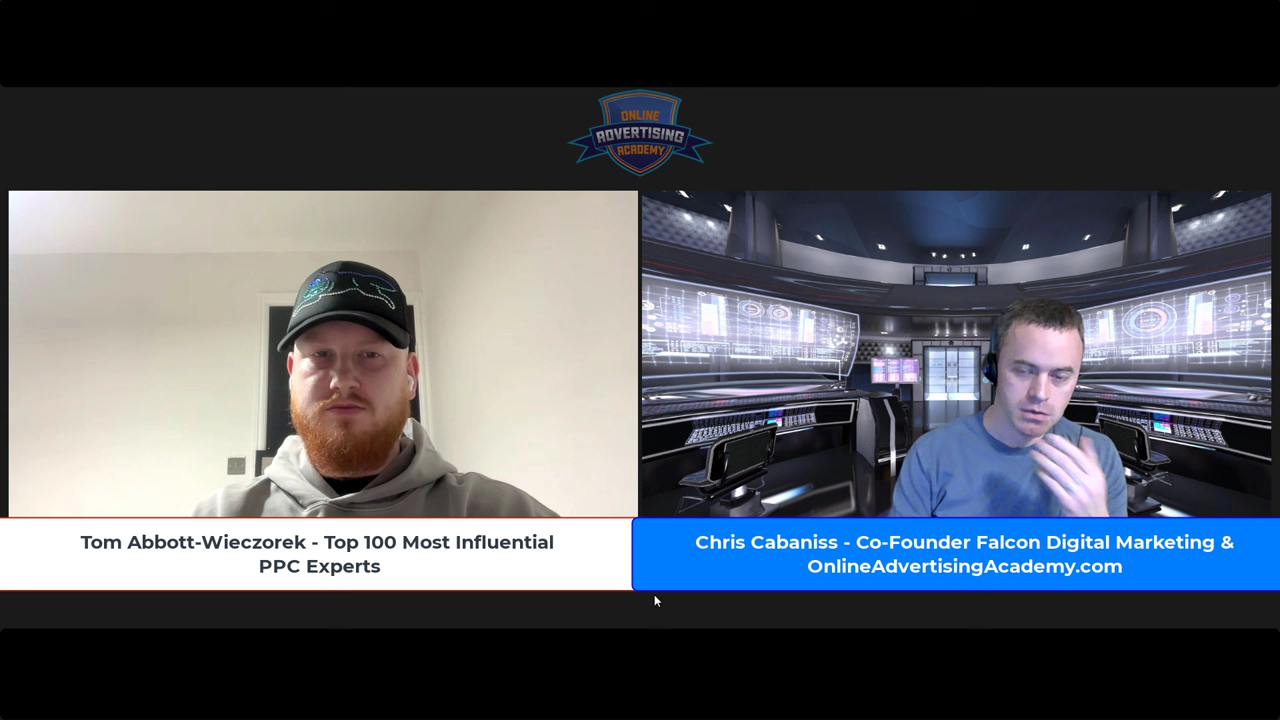 ONLINE
ADVERTISING
ACADEMY
Tom Abbott-Wieczorek - Top 100 Most Influential
PPC Experts
Chris Cabaniss - Co-Founder Falcon Digital Marketing &
OnlineAdvertisingAcademy.com